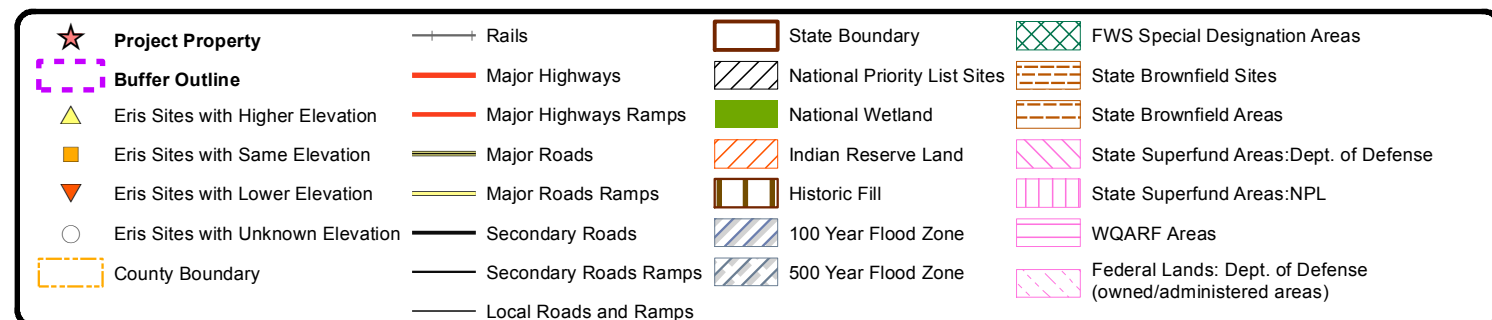 Project Property
Buffer Outline
Eris Sites with Higher Elevation
Eris Sites with Same Elevation
Eris Sites with Lower Elevation
Eris Sites with Unknown Elevation
County Boundary
Rails
Major Highways
Major Highways Ramps
Major Roads
Major Roads Ramps
Secondary Roads
Secondary Roads Ramps
Local Roads and Ramps
State Boundary
National Priority List Sites
National Wetland
Indian Reserve Land
Historic Fill
100 Year Flood Zone
500 Year Flood Zone
FWS Special Designation Areas
State Brownfield Sites
State Brownfield Areas
State Superfund Areas:Dept. of Defense
State Superfund Areas:NPL
WQARF Areas
Federal Lands: Dept. of Defense
(owned/administered areas)